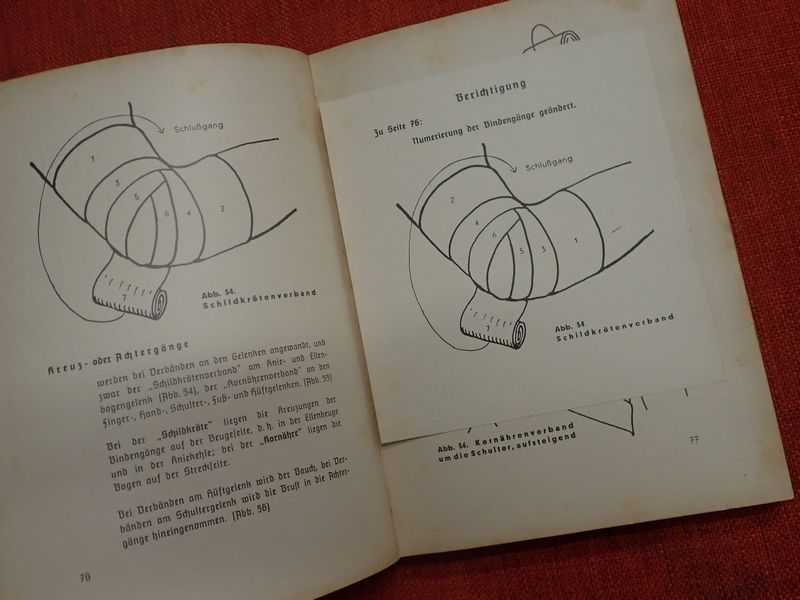 Schlußgang
1
3
5
6
4
2
7
Abb. 54.
Schildkrötenverband
Kreuz- oder Achtergänge
werden bei Verbänden an den Gelenken angewandt, und
zwar der „Schildkrötenverband“ am Knie- und Ellen-
bogengelenk (Abb. 54), der „Kornährenverband“ an den
Finger-, Hand-, Schulter-, Fuß- und Hüftgelenken. (Abb. 55)
Bei der „Schildkröte“ liegen die Kreuzungen der
Bindengänge auf der Beugeseite, d. h. in der Ellenbeuge
und in der Kniekehle; bei der „Kornähre“ liegen die
Bogen auf der Streckseite.
Bei Verbänden am Hüftgelenk wird der Bauch, bei Ver-
bänden am Schultergelenk wird die Brust in die Achter-
gänge hineingenommen. (Abb. 56)
76
Berichtigung
Zu Seite 76:
Numerierung der Bindengänge geändert.
Schlußgang
2
4
6
5
3
1
7
Abb. 54
Schildkrötenverband
Abb. 56. Kornährenverband
um die Schulter, aufsteigend
77